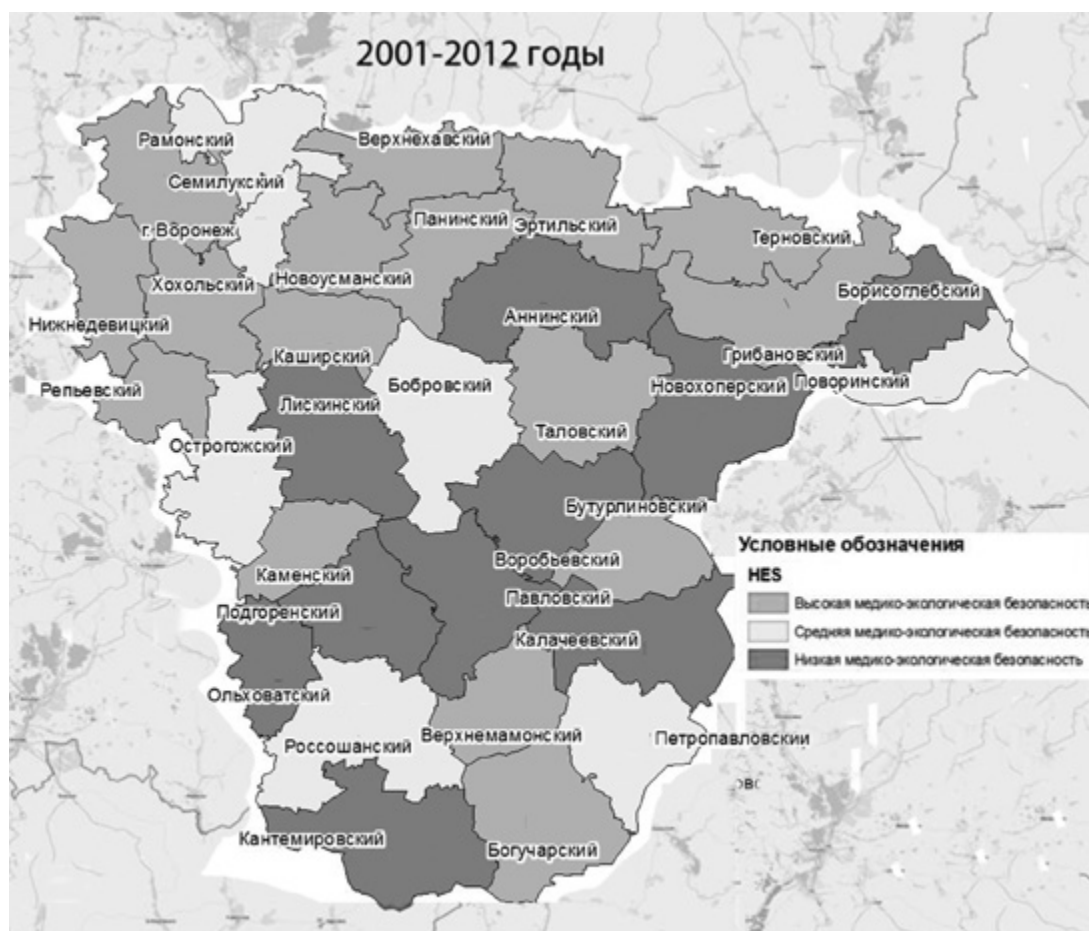 2001-2012 годы
Рамонский
Верхнехавский
Семилукский
Панинский
Эртильский
г. Воронеж
Терновский
Хохольский
Новоусманский
Борисоглебский
Аннинский
Нижнедевицкий
Каширский
Грибановский
Репьевский
Бобровский
Новохоперский
Поворинский
Лискинский
Острогожский
Таловский
Бутурлиновский
Воробьевский
Каменский
Павловский
Подгоренский
Калачеевский
Ольховатский
Россошанский
Верхнемамонский
Петропавловский
Кантемировский
Богучарский
Условные обозначения
HES
Высокая медико-экологическая безопасность
Средняя медико-экологическая безопасность
Низкая медико-экологическая безопасность